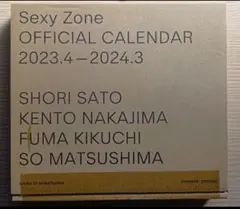 Sexy Zone
OFFICIAL CALENDAR
2023.4—2024.3
SHORI SATO
KENTO NAKAJIMA
FUMA KIKUCHI
SO MATSUSHIMA